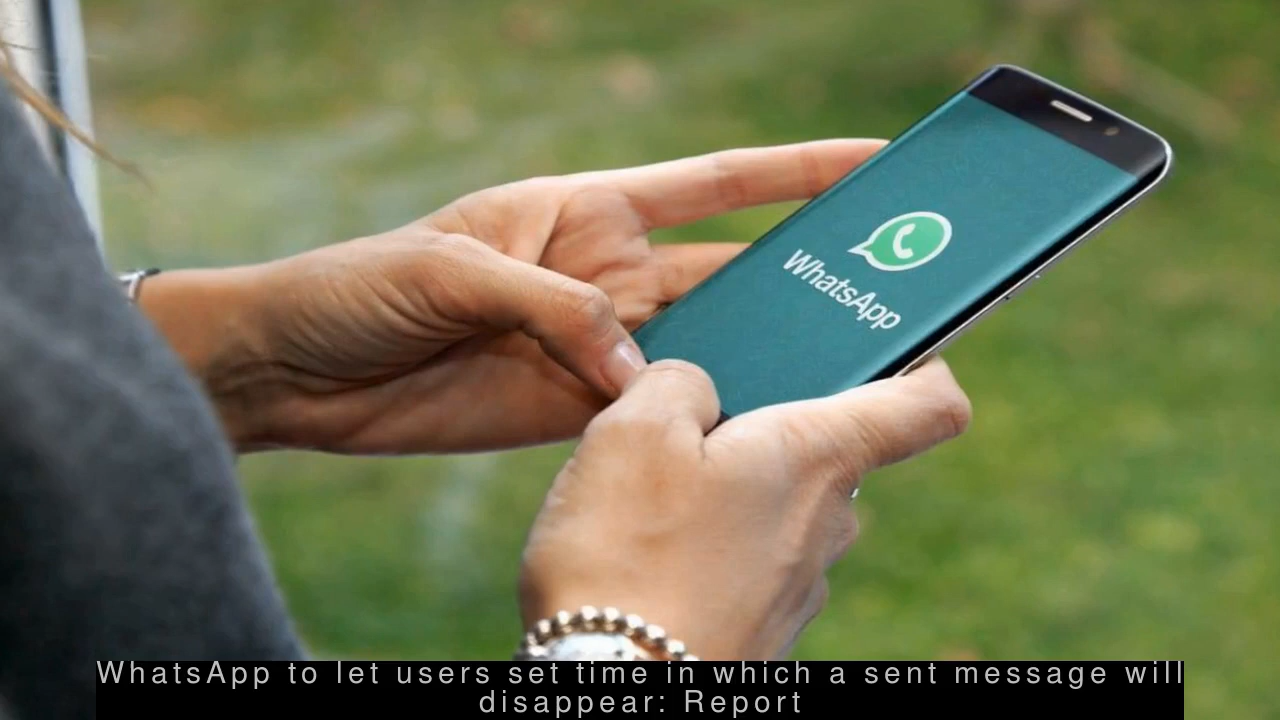 WhatsApp
WhatsApp to let users set time in which a sent message will
disappear: Report